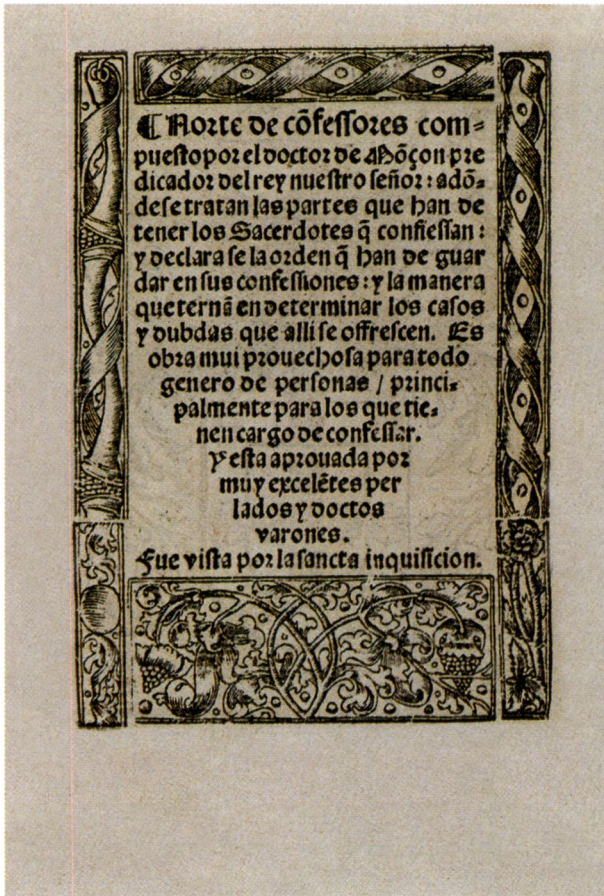 ¶ Norte de cõfessores com=
puesto por el doctor de Mõçon pre
dicador del rey nuestro señor: adõ=
de se tratan las partes que han de
tener los Sacerdotes q̃ confiessan:
y declara se la orden q̃ han de guar
dar en sus confessiones: y la manera
que ternã en determinar los casos
y dubdas que alli se offrescen. Es
obra mui prouechosa para todo
genero de personas / princi=
palmente para los que tie=
nen cargo de confessar.
Y esta aprouada por
muy excelẽtes per
lados y doctos
varones.
Fue vista por la sancta inquisicion.